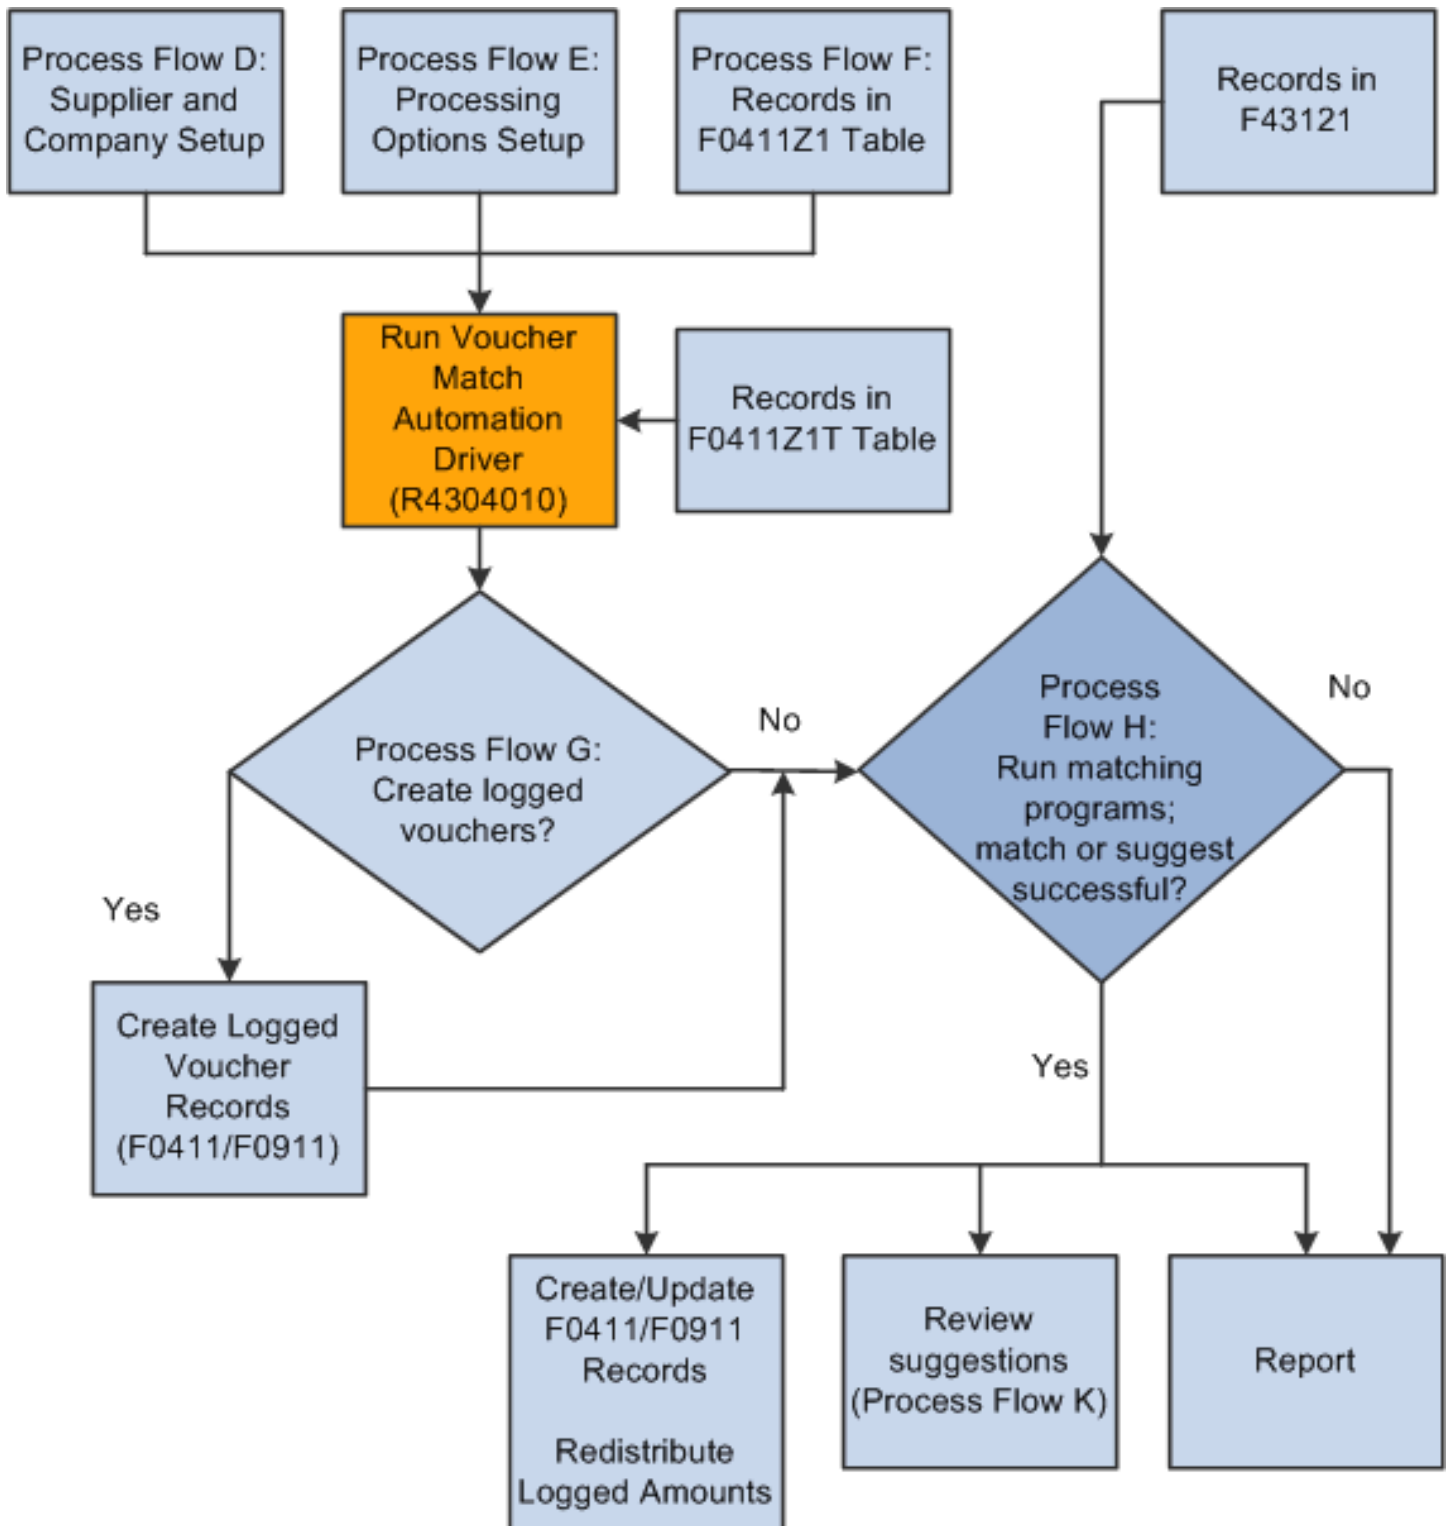 Process Flow D:
Supplier and
Company Setup
Process Flow E:
Processing
Options Setup
Process Flow F:
Records in
F0411Z1 Table
Records in
F43121
Run Voucher
Match
Automation
Driver
(R4304010)
Records in
F0411Z1T Table
Process Flow G:
Create logged
vouchers?
No
Process
Flow H:
Run matching
programs;
match or suggest
successful?
No
Yes
Create Logged
Voucher
Records
(F0411/F0911)
Yes
Create/Update
F0411/F0911
Records
Redistribute
Logged Amounts
Review
suggestions
(Process Flow K)
Report